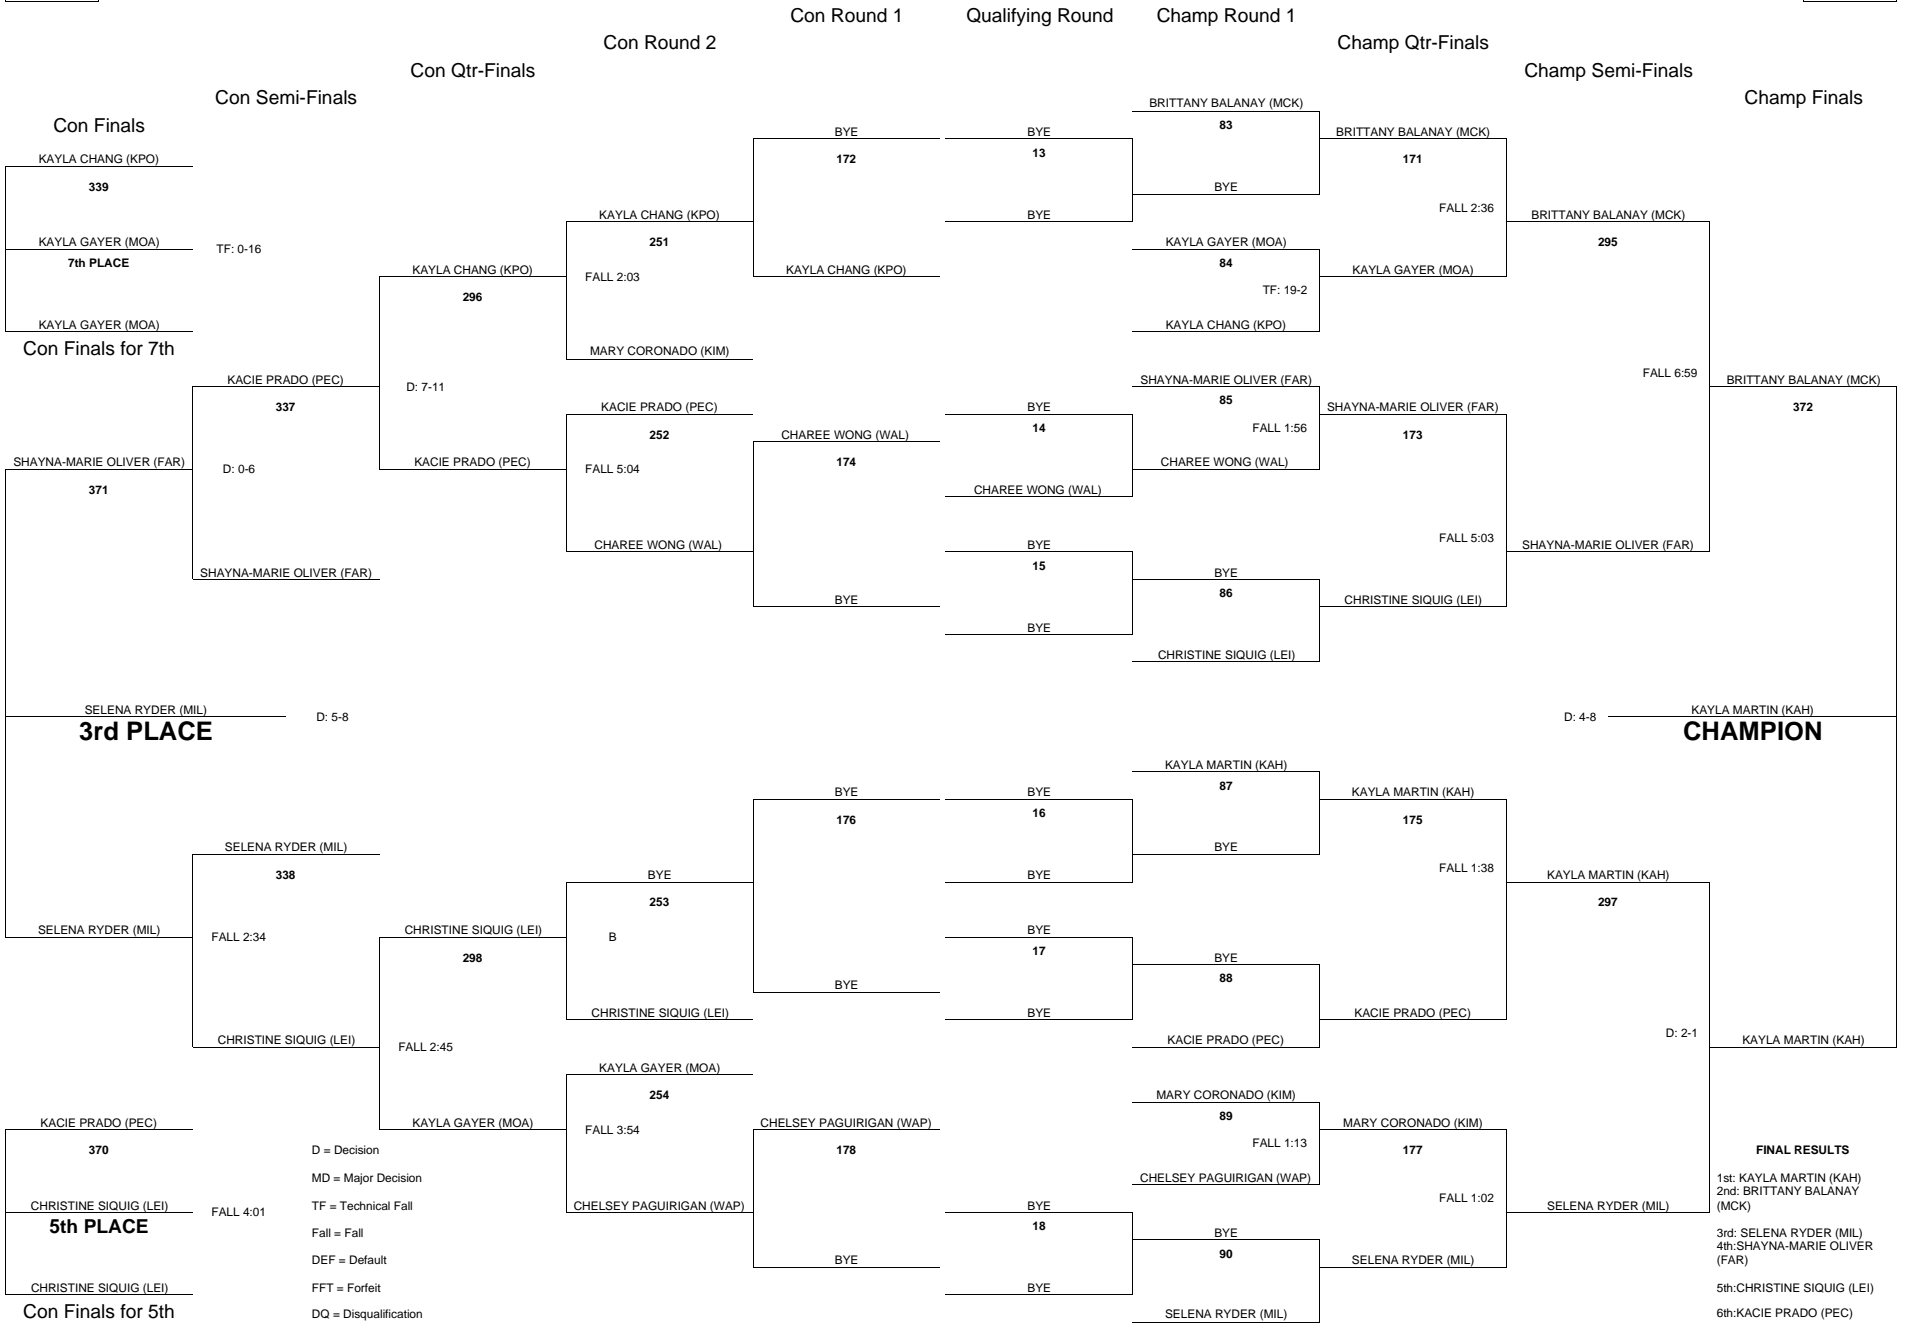 Con Round 1
Qualifying Round
Champ Round 1
Con Round 2
Champ Qtr-Finals
Con Qtr-Finals
Champ Semi-Finals
Con Semi-Finals
Champ Finals
Con Finals
KAYLA CHANG (KPO)
339
KAYLA GAYER (MOA)
7th PLACE
TF: 0-16
KAYLA GAYER (MOA)
Con Finals for 7th
SHAYNA-MARIE OLIVER (FAR)
371
SELENA RYDER (MIL)
3rd PLACE
D: 5-8
SELENA RYDER (MIL)
KACIE PRADO (PEC)
370
CHRISTINE SIQUIG (LEI)
5th PLACE
FALL 4:01
CHRISTINE SIQUIG (LEI)
Con Finals for 5th
KACIE PRADO (PEC)
337
D: 0-6
SHAYNA-MARIE OLIVER (FAR)
SELENA RYDER (MIL)
338
FALL 2:34
CHRISTINE SIQUIG (LEI)
D = Decision
MD = Major Decision
TF = Technical Fall
Fall = Fall
DEF = Default
FFT = Forfeit
DQ = Disqualification
KAYLA CHANG (KPO)
296
D: 7-11
KACIE PRADO (PEC)
CHRISTINE SIQUIG (LEI)
298
FALL 2:45
KAYLA GAYER (MOA)
KAYLA CHANG (KPO)
251
FALL 2:03
MARY CORONADO (KIM)
KACIE PRADO (PEC)
252
FALL 5:04
CHAREE WONG (WAL)
BYE
253
B
CHRISTINE SIQUIG (LEI)
KAYLA GAYER (MOA)
254
FALL 3:54
CHELSEY PAGUIRIGAN (WAP)
BYE
172
KAYLA CHANG (KPO)
CHAREE WONG (WAL)
174
BYE
BYE
176
BYE
CHELSEY PAGUIRIGAN (WAP)
178
BYE
BYE
13
BYE
BYE
14
CHAREE WONG (WAL)
BYE
15
BYE
BYE
16
BYE
BYE
17
BYE
BYE
18
BYE
BRITTANY BALANAY (MCK)
83
BYE
KAYLA GAYER (MOA)
84
TF: 19-2
KAYLA CHANG (KPO)
SHAYNA-MARIE OLIVER (FAR)
85
FALL 1:56
CHAREE WONG (WAL)
BYE
86
CHRISTINE SIQUIG (LEI)
KAYLA MARTIN (KAH)
87
BYE
BYE
88
KACIE PRADO (PEC)
MARY CORONADO (KIM)
89
FALL 1:13
CHELSEY PAGUIRIGAN (WAP)
BYE
90
SELENA RYDER (MIL)
BRITTANY BALANAY (MCK)
171
FALL 2:36
KAYLA GAYER (MOA)
SHAYNA-MARIE OLIVER (FAR)
173
FALL 5:03
CHRISTINE SIQUIG (LEI)
KAYLA MARTIN (KAH)
175
FALL 1:38
KACIE PRADO (PEC)
MARY CORONADO (KIM)
177
FALL 1:02
SELENA RYDER (MIL)
BRITTANY BALANAY (MCK)
295
FALL 6:59
SHAYNA-MARIE OLIVER (FAR)
KAYLA MARTIN (KAH)
297
D: 2-1
SELENA RYDER (MIL)
BRITTANY BALANAY (MCK)
372
D: 4-8
KAYLA MARTIN (KAH)
CHAMPION
KAYLA MARTIN (KAH)
FINAL RESULTS
1st: KAYLA MARTIN (KAH)
2nd: BRITTANY BALANAY
(MCK)
3rd: SELENA RYDER (MIL)
4th:SHAYNA-MARIE OLIVER
(FAR)
5th:CHRISTINE SIQUIG (LEI)
6th:KACIE PRADO (PEC)